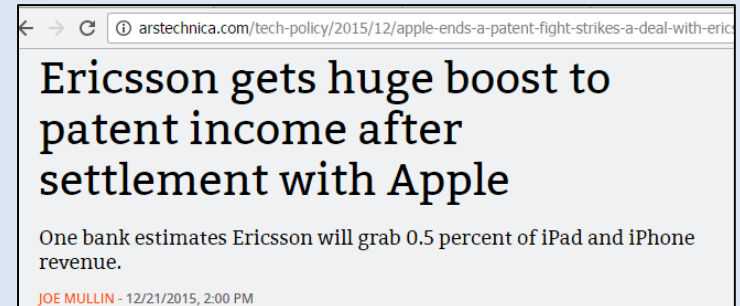 arstechnica.com/tech-policy/2015/12/apple-ends-a-patent-fight-strikes-a-deal-with-erics
Ericsson gets huge boost to
patent income after
settlement with Apple
One bank estimates Ericsson will grab 0.5 percent of iPad and iPhone
revenue.
JOE MULLIN - 12/21/2015, 2:00 PM